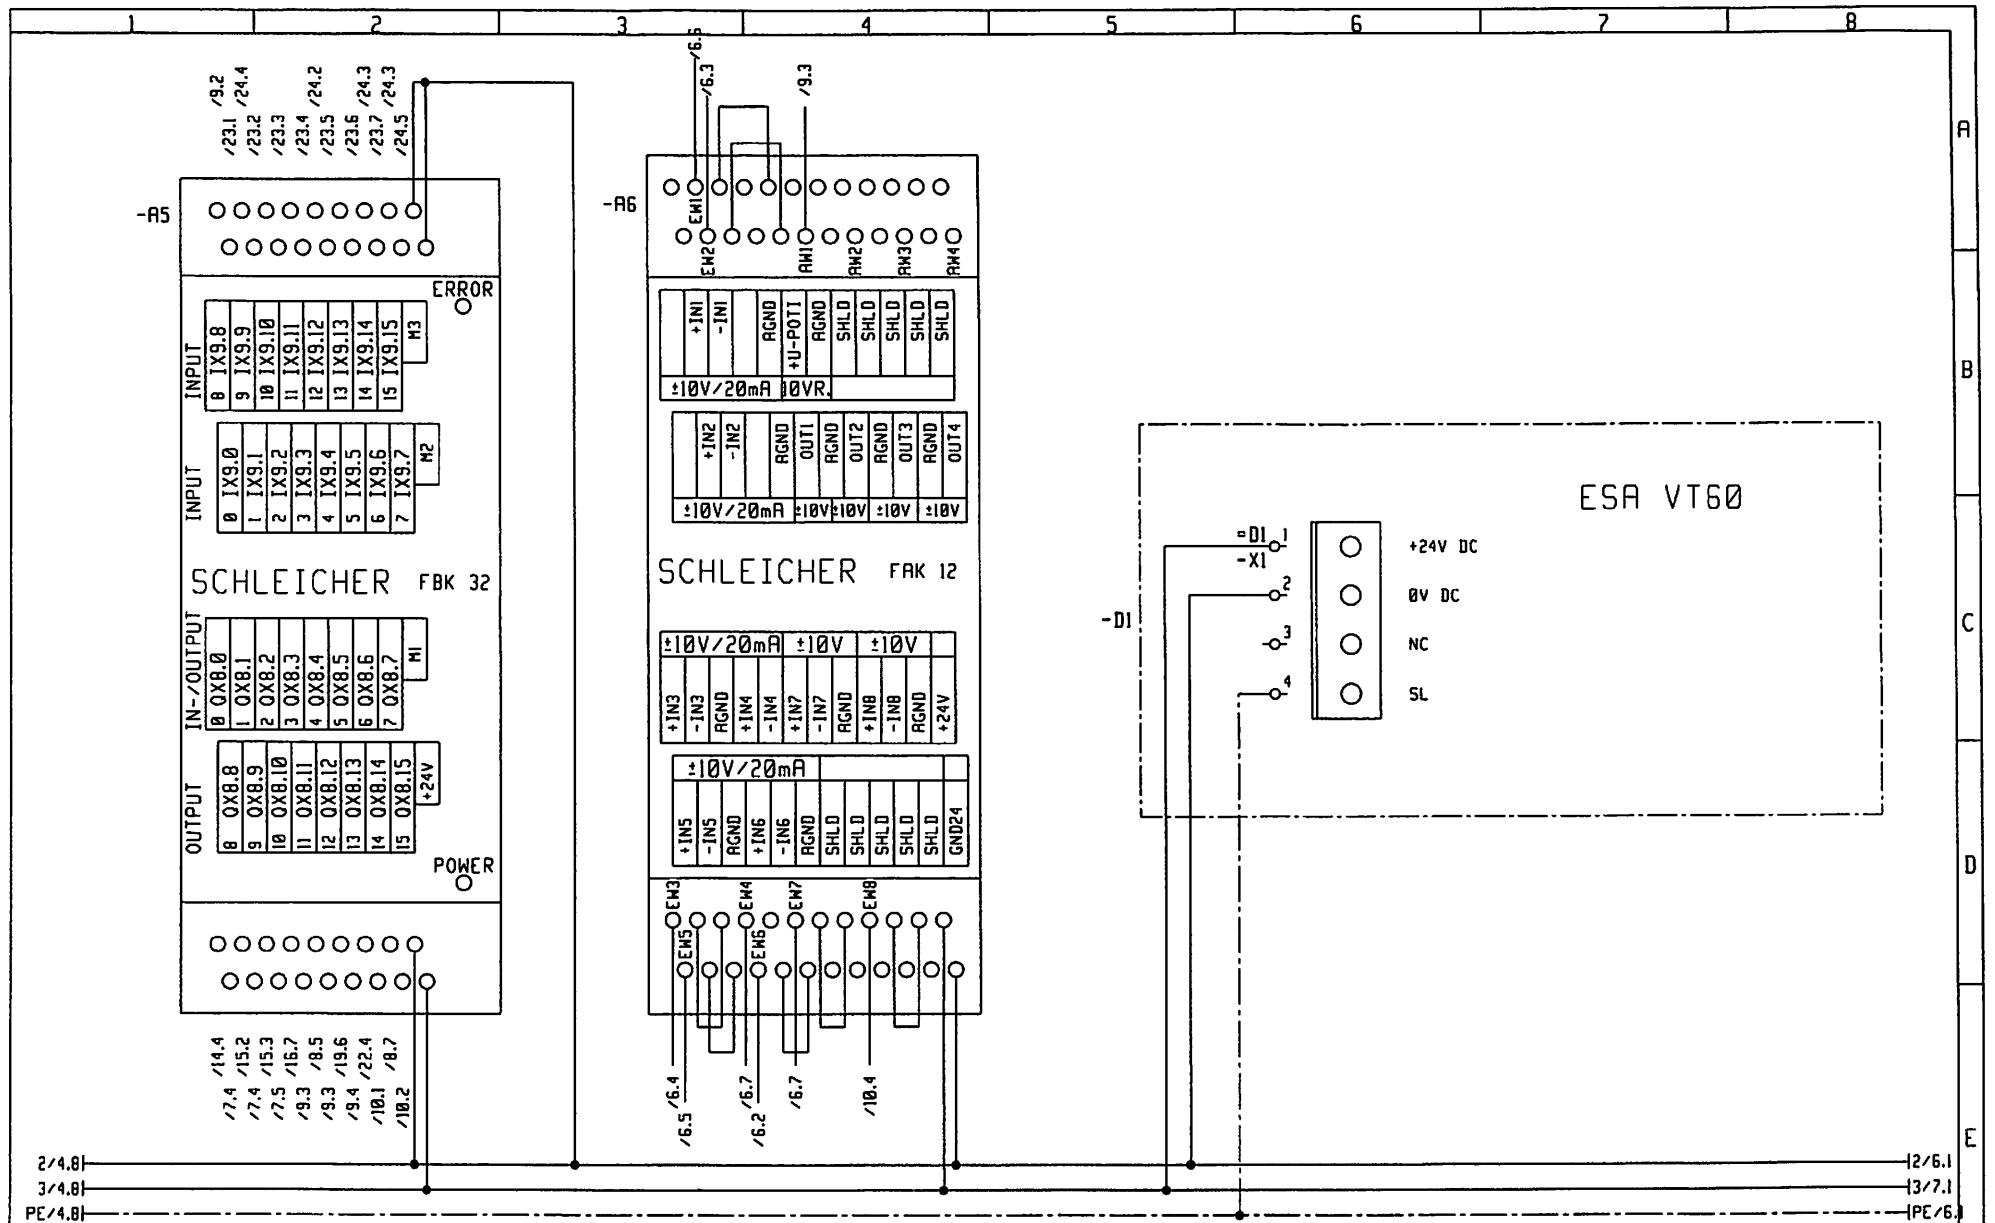 1 2 3 4 5 6 7 8
A
B
C
D
E
/9.2 /24.4 /24.2 /24.3 /24.3
/23.1 /23.2 /23.3 /23.4 /23.5 /23.6 /23.7 /24.5
-A5
ERROR
INPUT
8 IX9.8
9 IX9.9
10 IX9.10
11 IX9.11
12 IX9.12
13 IX9.13
14 IX9.14
15 IX9.15
M3
INPUT
0 IX9.0
1 IX9.1
2 IX9.2
3 IX9.3
4 IX9.4
5 IX9.5
6 IX9.6
7 IX9.7
M2
SCHLEICHER FBK 32
IN-/OUTPUT
0 QX8.0
1 QX8.1
2 QX8.2
3 QX8.3
4 QX8.4
5 QX8.5
6 QX8.6
7 QX8.7
M1
OUTPUT
8 QX8.8
9 QX8.9
10 QX8.10
11 QX8.11
12 QX8.12
13 QX8.13
14 QX8.14
15 QX8.15
+24V
POWER
/14.4 /15.2 /15.3 /16.7 /8.5 /19.6 /22.4 /8.7
/7.4 /7.4 /7.5 /9.3 /9.3 /9.4 /10.1 /10.2
/6.3 /9.3
-A6
EW1
EW2 AW1 AW2 AW3 AW4
+IN1 -IN1 AGND +U-POTI AGND SHLD SHLD SHLD SHLD SHLD
±10V/20mA 10VR.
+IN2 -IN2 AGND OUT1 AGND OUT2 AGND OUT3 AGND OUT4
±10V/20mA ±10V ±10V ±10V ±10V
SCHLEICHER FAK 12
±10V/20mA ±10V ±10V
+IN3 -IN3 AGND +IN4 -IN4 +IN7 -IN7 AGND +IN8 -IN8 AGND +24V
±10V/20mA
+IN5 -IN5 AGND +IN6 -IN6 AGND SHLD SHLD SHLD SHLD SHLD GND24
EW3 EW4 EW7 EW8
EW5 EW6
/6.4 /6.7 /6.7 /10.4
/6.5 /6.2
ESA VT60
-D1
=D1
-X1
1 +24V DC
2 0V DC
3 NC
4 SL
2/4.8 2/6.1
3/4.8 3/7.1
PE/4.8